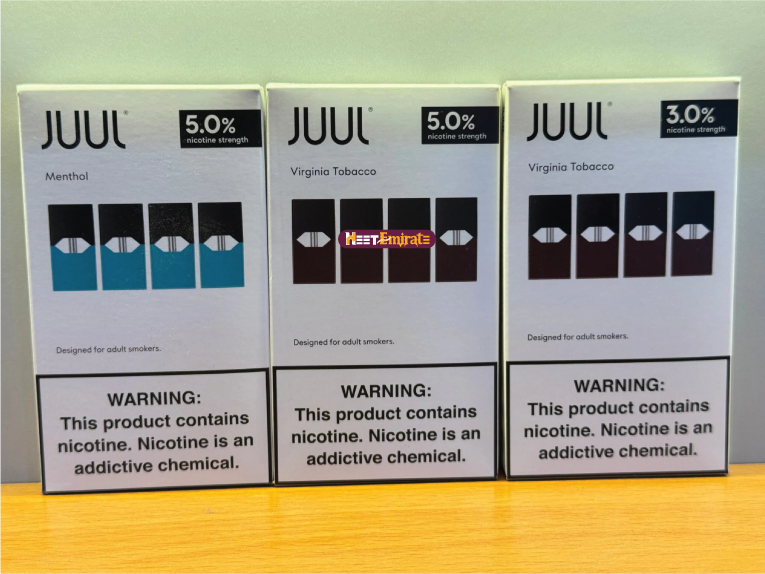 JUUL
5.0%
nicotine strength
Menthol
Designed for adult smokers.
WARNING:
This product contains
nicotine. Nicotine is an
addictive chemical.
JUUL
5.0%
nicotine strength
Virginia Tobacco
HEETEmirate
Designed for adult smokers.
WARNING:
This product contains
nicotine. Nicotine is an
addictive chemical.
JUUL
3.0%
nicotine strength
Virginia Tobacco
Designed for adult smokers.
WARNING:
This product contains
nicotine. Nicotine is an
addictive chemical.